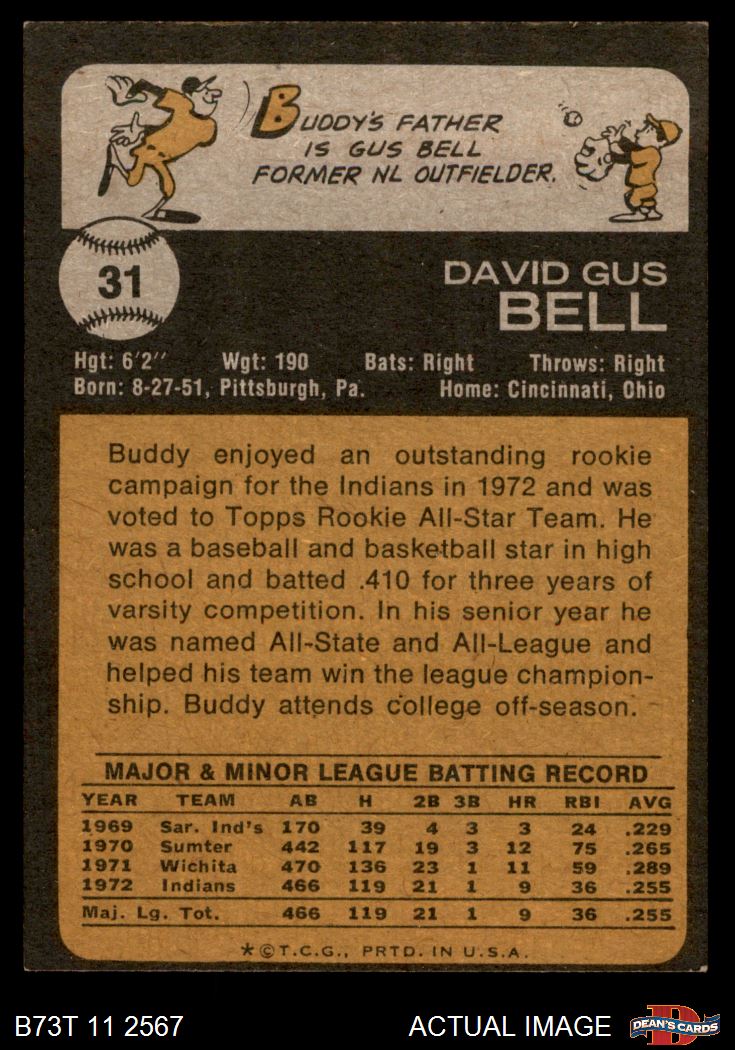 BUDDY'S FATHER
IS GUS BELL
FORMER NL OUTFIELDER.
31
DAVID GUS
BELL
Hgt: 6'2" Wgt: 190 Bats: Right Throws: Right
Born: 8-27-51, Pittsburgh, Pa. Home: Cincinnati, Ohio
Buddy enjoyed an outstanding rookie
campaign for the Indians in 1972 and was
voted to Topps Rookie All-Star Team. He
was a baseball and basketball star in high
school and batted .410 for three years of
varsity competition. In his senior year he
was named All-State and All-League and
helped his team win the league champion-
ship. Buddy attends college off-season.
MAJOR & MINOR LEAGUE BATTING RECORD
YEAR TEAM AB H 2B 3B HR RBI AVG
1969 Sar. Ind's 170 39 4 3 3 24 .229
1970 Sumter 442 117 19 3 12 75 .265
1971 Wichita 470 136 23 1 11 59 .289
1972 Indians 466 119 21 1 9 36 .255
Maj. Lg. Tot. 466 119 21 1 9 36 .255
*©T.C.G., PRTD. IN U.S.A.
B73T 11 2567 ACTUAL IMAGE D DEAN'S CARDS